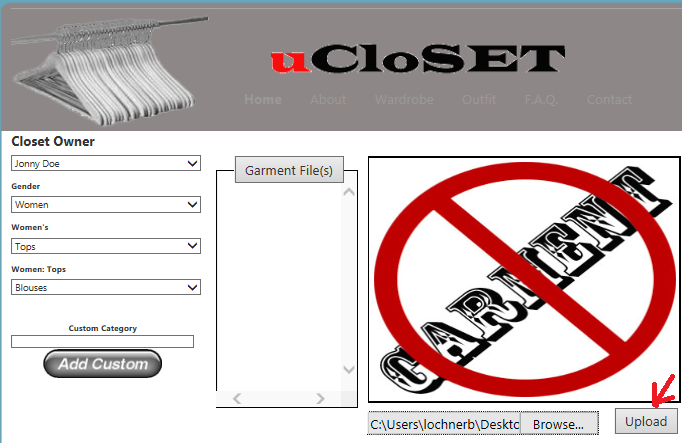 uCloSET
Home About Wardrobe Outfit F.A.Q. Contact
Closet Owner
Jonny Doe
Gender
Women
Women's
Tops
Women: Tops
Blouses
Custom Category
Add Custom
Garment File(s)
GARMENT
C:\Users\lochnerb\Deskto
Browse...
Upload